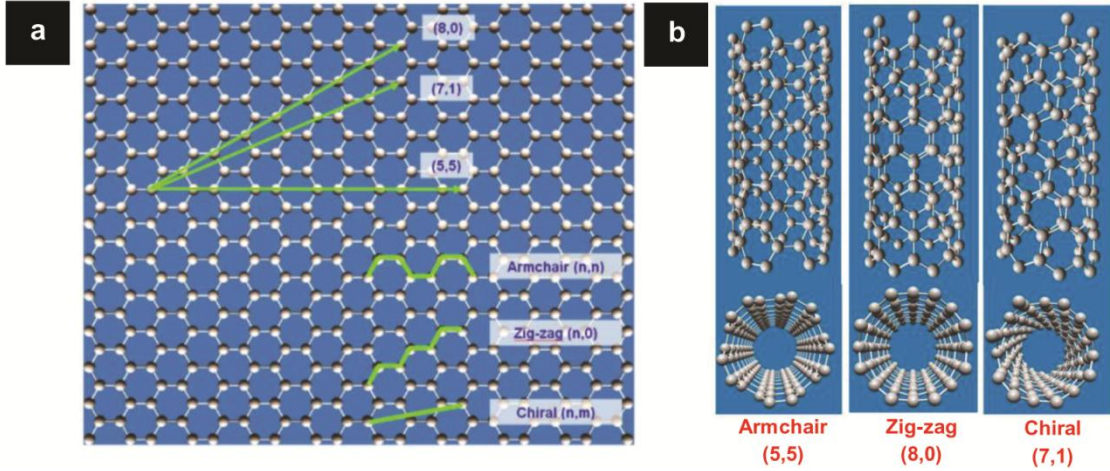 a
(8,0)
(7,1)
(5,5)
Armchair (n,n)
Zig-zag (n,0)
Chiral (n,m)
b
Armchair
(5,5)
Zig-zag
(8,0)
Chiral
(7,1)